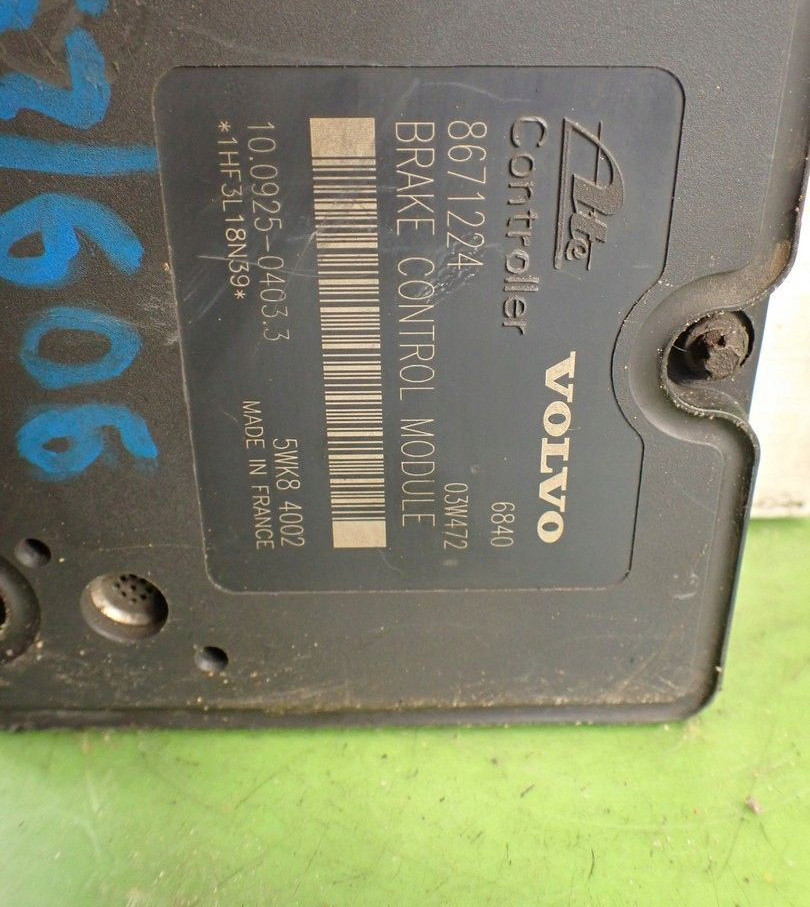 Ate
Controller
VOLVO
8671224
6840
03W472
BRAKE CONTROL MODULE
10.0925-0403.3
5WK8 4002
*1HF3L18N39*
MADE IN FRANCE
606